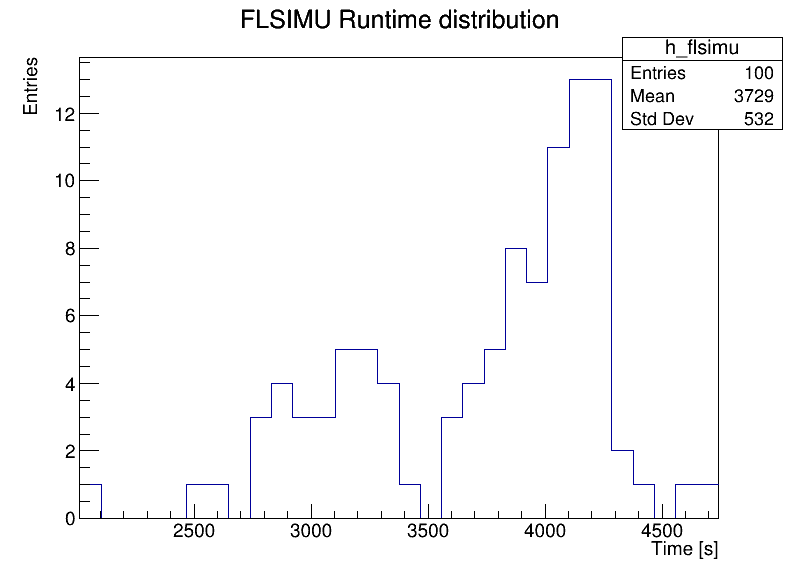 FLSIMU Runtime distribution
h_flsimu
Entries 100
Mean 3729
Std Dev 532
Entries
12
10
8
6
4
2
0
2500 3000 3500 4000 4500
Time [s]